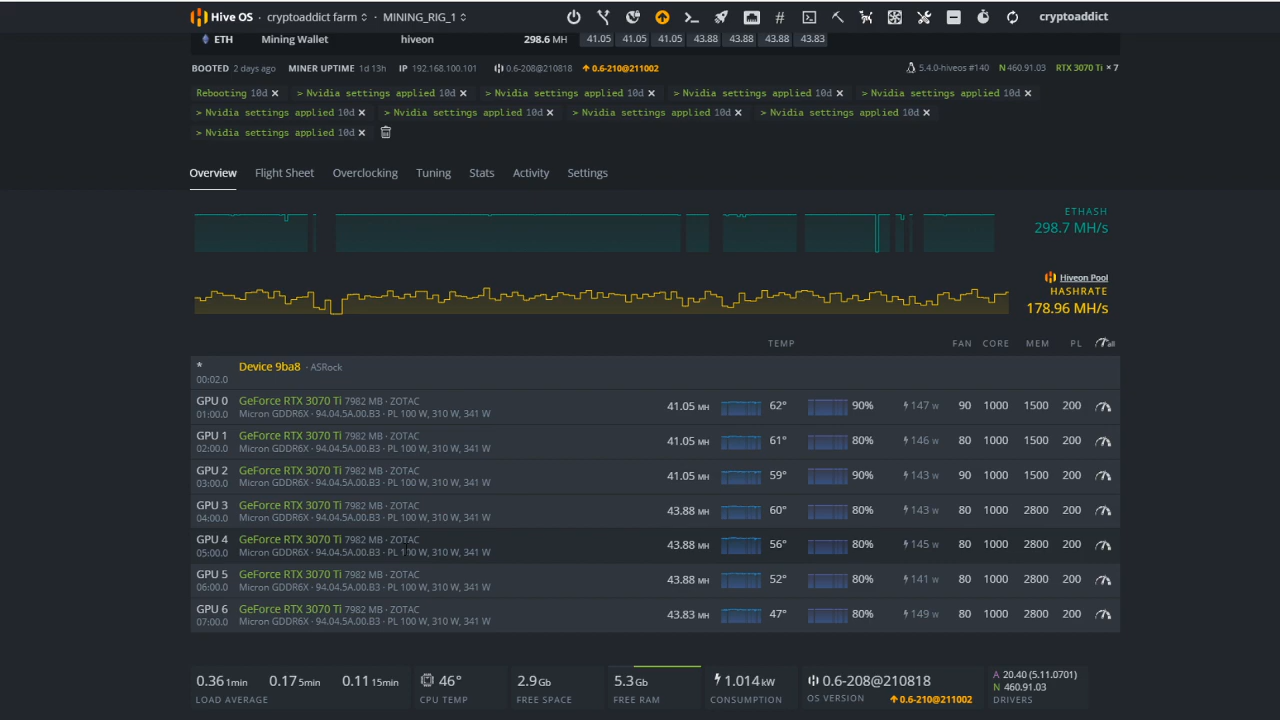 Hive OS · cryptoaddict farm · MINING_RIG_1 cryptoaddict
ETH Mining Wallet hiveon 298.6 MH 41.05 41.05 41.05 43.88 43.88 43.88 43.83
BOOTED 2 days ago MINER UPTIME 1d 13h IP 192.168.100.101 0.6-208@210818 0.6-210@211002 5.4.0-hiveos #140 N 460.91.03 RTX 3070 Ti × 7
Rebooting 10d × > Nvidia settings applied 10d × > Nvidia settings applied 10d × > Nvidia settings applied 10d × > Nvidia settings applied 10d ×
> Nvidia settings applied 10d × > Nvidia settings applied 10d × > Nvidia settings applied 10d × > Nvidia settings applied 10d ×
> Nvidia settings applied 10d ×
Overview Flight Sheet Overclocking Tuning Stats Activity Settings
ETHASH
298.7 MH/s
Hiveon Pool
HASHRATE
178.96 MH/s
TEMP FAN CORE MEM PL all
* Device 9ba8 · ASRock
00:02.0
GPU 0 GeForce RTX 3070 Ti 7982 MB · ZOTAC 41.05 MH 62° 90% 147 W 90 1000 1500 200
01:00.0 Micron GDDR6X · 94.04.5A.00.B3 · PL 100 W, 310 W, 341 W
GPU 1 GeForce RTX 3070 Ti 7982 MB · ZOTAC 41.05 MH 61° 80% 146 W 80 1000 1500 200
02:00.0 Micron GDDR6X · 94.04.5A.00.B3 · PL 100 W, 310 W, 341 W
GPU 2 GeForce RTX 3070 Ti 7982 MB · ZOTAC 41.05 MH 59° 90% 143 W 90 1000 1500 200
03:00.0 Micron GDDR6X · 94.04.5A.00.B3 · PL 100 W, 310 W, 341 W
GPU 3 GeForce RTX 3070 Ti 7982 MB · ZOTAC 43.88 MH 60° 80% 143 W 80 1000 2800 200
04:00.0 Micron GDDR6X · 94.04.5A.00.B3 · PL 100 W, 310 W, 341 W
GPU 4 GeForce RTX 3070 Ti 7982 MB · ZOTAC 43.88 MH 56° 80% 145 W 80 1000 2800 200
05:00.0 Micron GDDR6X · 94.04.5A.00.B3 · PL 100 W, 310 W, 341 W
GPU 5 GeForce RTX 3070 Ti 7982 MB · ZOTAC 43.88 MH 52° 80% 141 W 80 1000 2800 200
06:00.0 Micron GDDR6X · 94.04.5A.00.B3 · PL 100 W, 310 W, 341 W
GPU 6 GeForce RTX 3070 Ti 7982 MB · ZOTAC 43.83 MH 47° 80% 149 W 80 1000 2800 200
07:00.0 Micron GDDR6X · 94.04.5A.00.B3 · PL 100 W, 310 W, 341 W
0.36 1min 0.17 5min 0.11 15min 46° 2.9 Gb 5.3 Gb 1.014 kW 0.6-208@210818 A 20.40 (5.11.0701)
N 460.91.03
LOAD AVERAGE CPU TEMP FREE SPACE FREE RAM CONSUMPTION OS VERSION 0.6-210@211002 DRIVERS